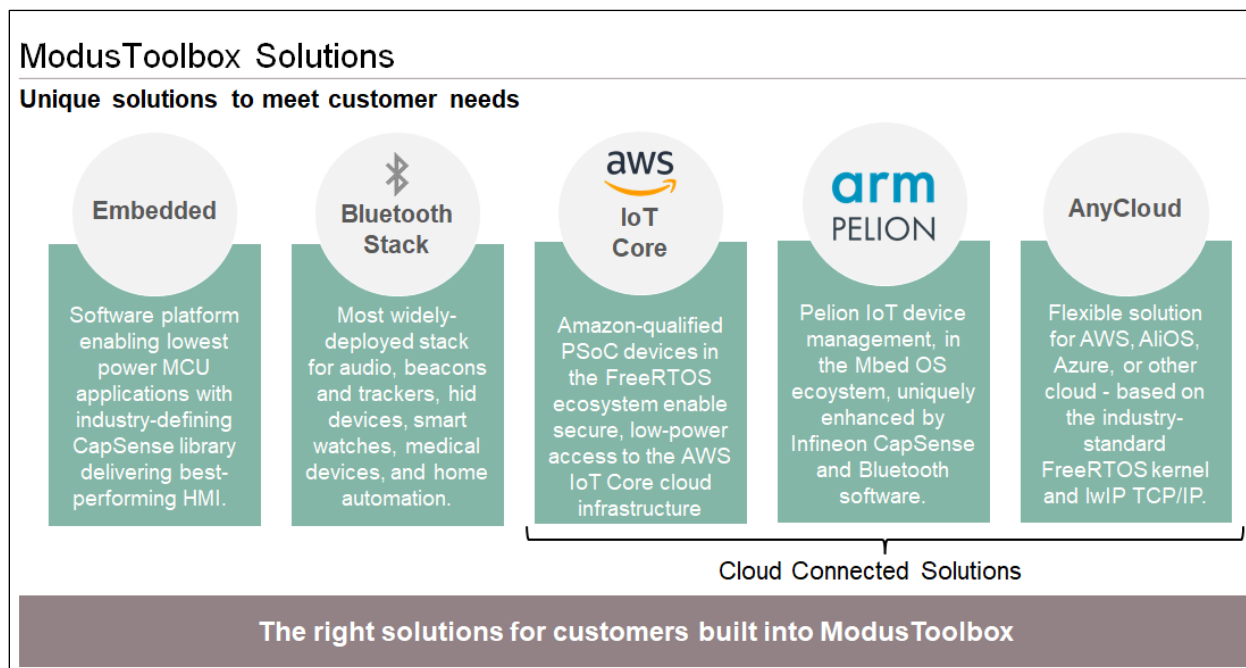 ModusToolbox Solutions
Unique solutions to meet customer needs
Embedded
Software platform
enabling lowest
power MCU
applications with
industry-defining
CapSense library
delivering best-
performing HMI.
Bluetooth
Stack
Most widely-
deployed stack
for audio, beacons
and trackers, hid
devices, smart
watches, medical
devices, and home
automation.
aws
IoT
Core
Amazon-qualified
PSoC devices in
the FreeRTOS
ecosystem enable
secure, low-power
access to the AWS
IoT Core cloud
infrastructure
arm
PELION
Pelion IoT device
management, in
the Mbed OS
ecoystem, uniquely
enhanced by
Infineon CapSense
and Bluetooth
software.
AnyCloud
Flexible solution
for AWS, AliOS,
Azure, or other
cloud - based on
the industry-
standard
FreeRTOS kernel
and lwIP TCP/IP.
Cloud Connected Solutions
The right solutions for customers built into ModusToolbox